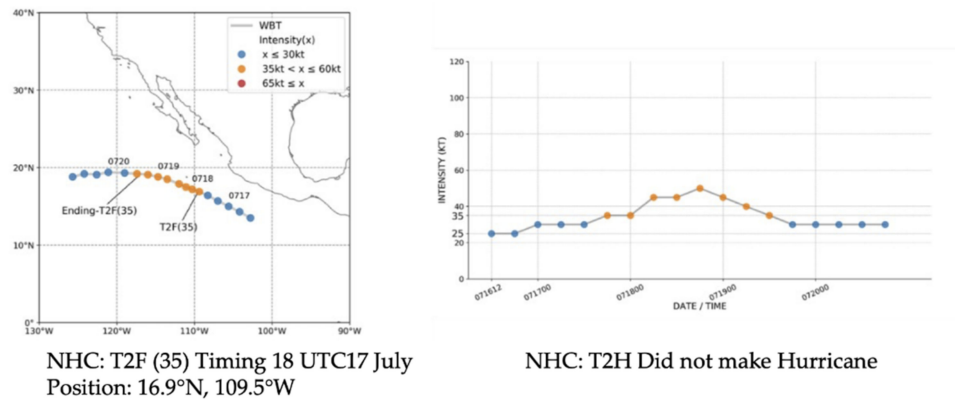 40°N
30°N
20°N
10°N
0°
130°W
120°W
110°W
100°W
90°W
WBT
Intensity(x)
x ≤ 30kt
35kt < x ≤ 60kt
65kt ≤ x
0720
0719
0718
0717
Ending-T2F(35)
T2F(35)
120
100
80
60
40
35
25
20
0
INTENSITY (KT)
071612
071700
071800
071900
072000
DATE / TIME
NHC: T2F (35) Timing 18 UTC17 July
Position: 16.9°N, 109.5°W
NHC: T2H Did not make Hurricane